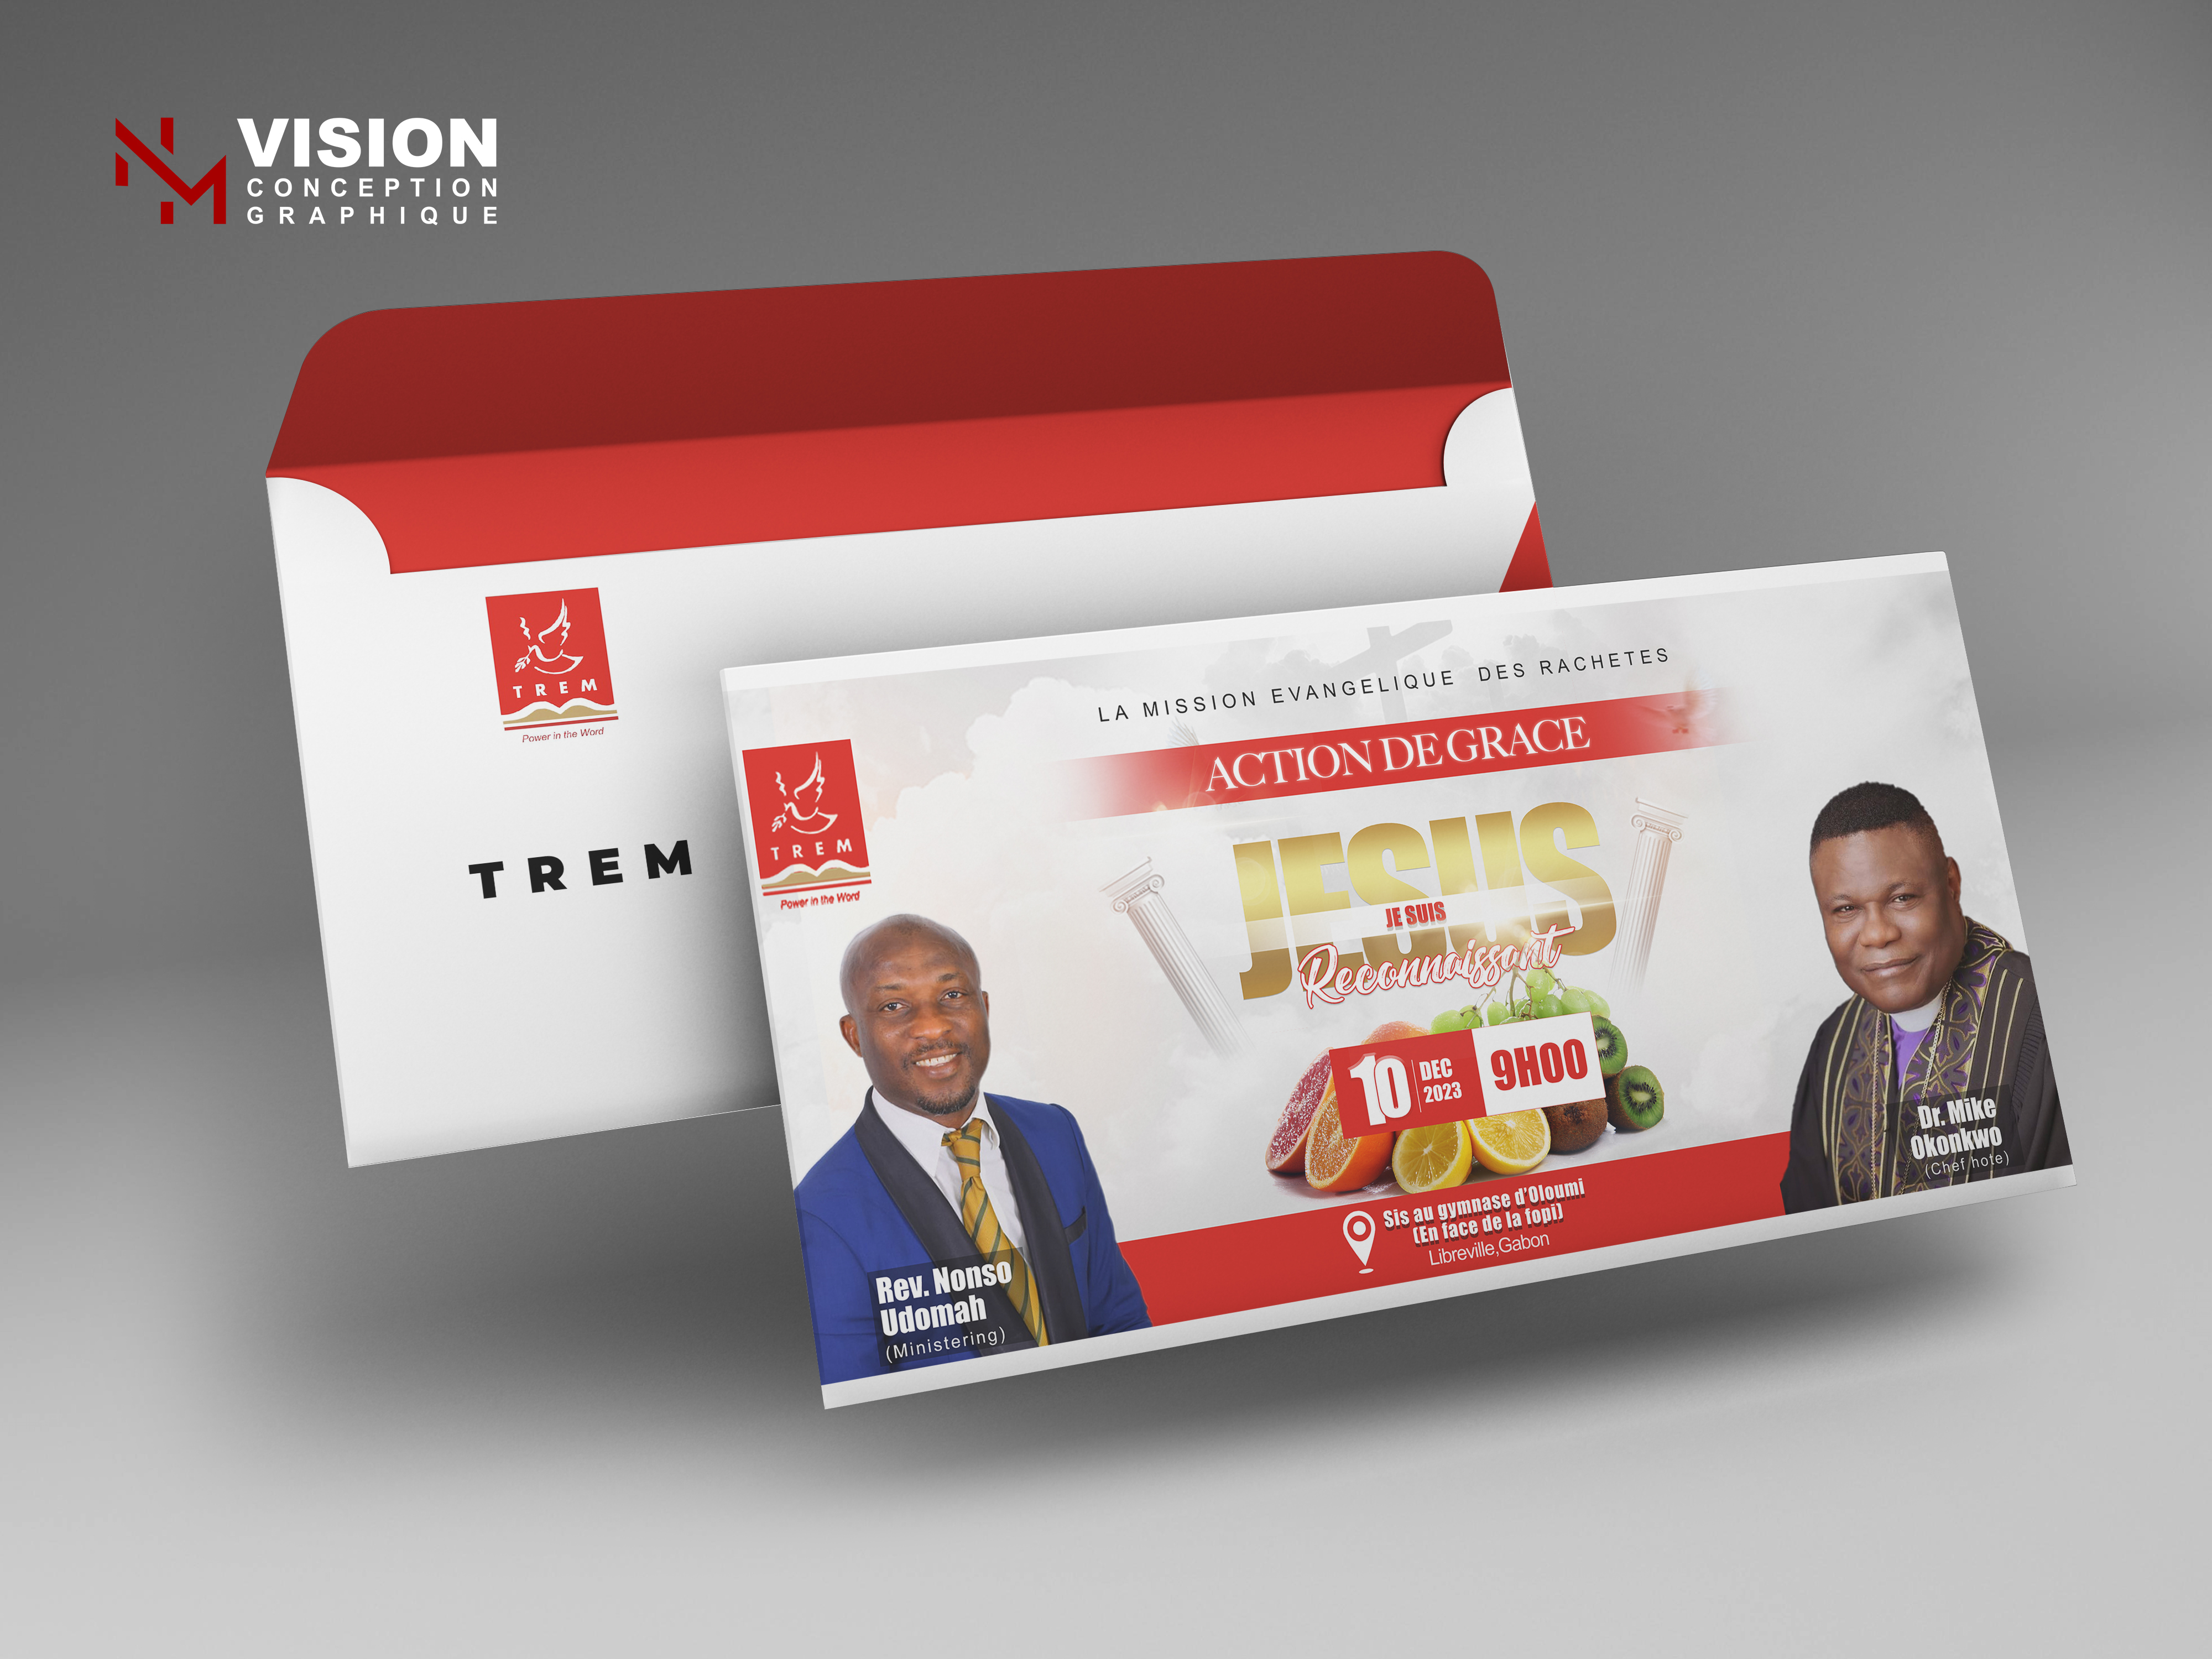 VISION
CONCEPTION
GRAPHIQUE
TREM
Power in the Word
TREM
LA MISSION EVANGELIQUE DES RACHETES
ACTION DE GRACE
TREM
Power in the Word
JESUS
JE SUIS
Reconnaissant
10 DEC
2023
9H00
Rev. Nonso
Udomah
(Ministering)
Dr. Mike
Okonkwo
(Chef hote)
Sis au gymnase d'Oloumi
(En face de la fopi)
Libreville,Gabon